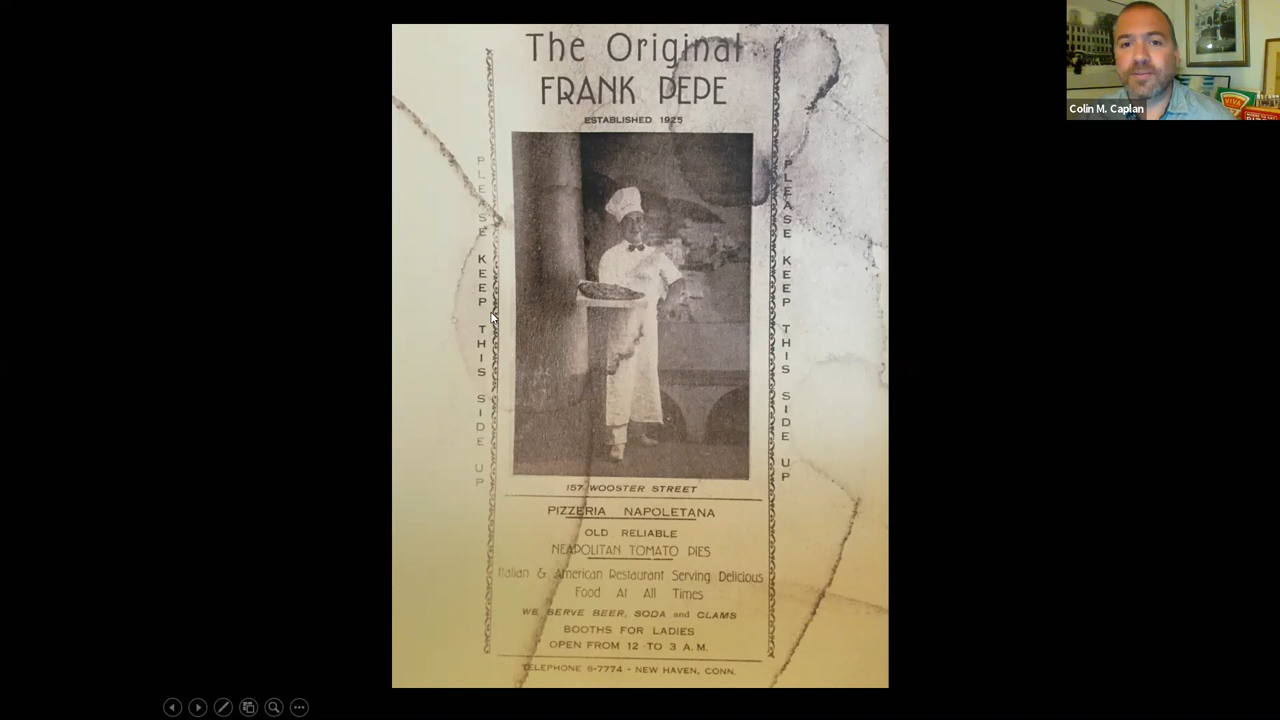 The Original
FRANK PEPE
ESTABLISHED 1925
PLEASE KEEP THIS SIDE UP
PLEASE KEEP THIS SIDE UP
157 WOOSTER STREET
PIZZERIA NAPOLETANA
OLD RELIABLE
NEAPOLITAN TOMATO PIES
Italian & American Restaurant Serving Delicious
Food At All Times
WE SERVE BEER, SODA and CLAMS
BOOTHS FOR LADIES
OPEN FROM 12 TO 3 A.M.
TELEPHONE 8-7774 - NEW HAVEN, CONN.
Colin M. Caplan
VIVA